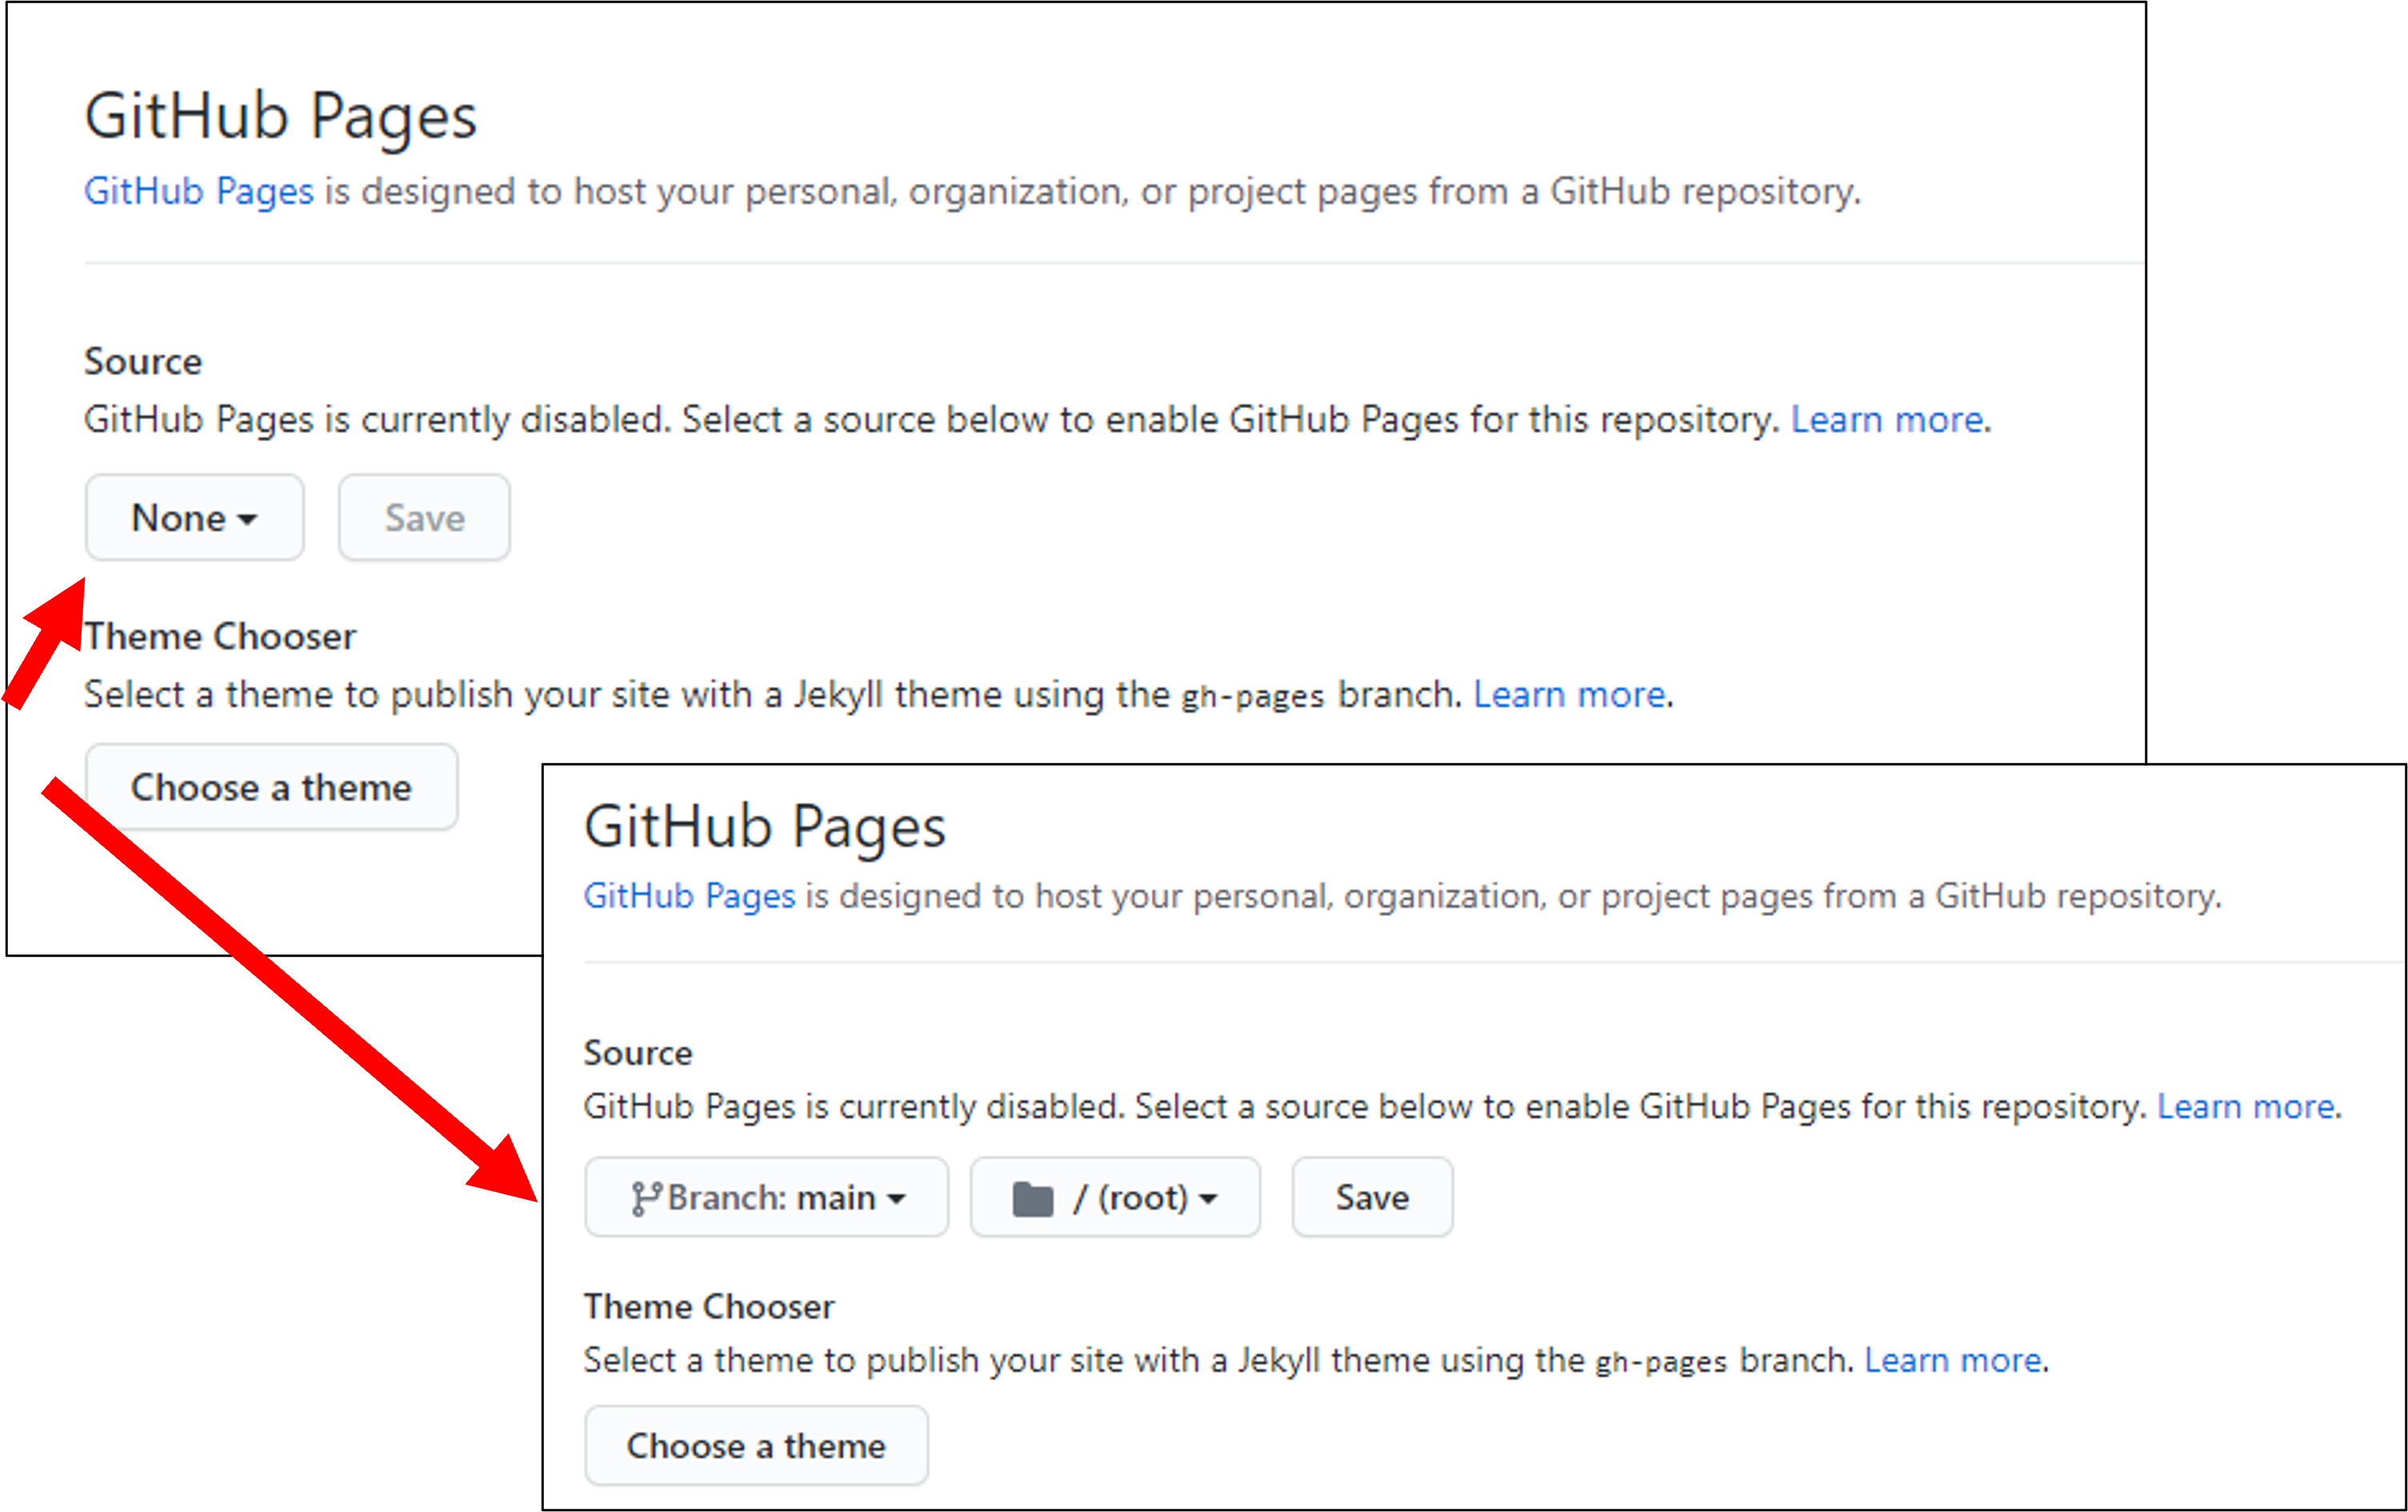 GitHub Pages
GitHub Pages is designed to host your personal, organization, or project pages from a GitHub repository.
Source
GitHub Pages is currently disabled. Select a source below to enable GitHub Pages for this repository. Learn more.
None Save
Theme Chooser
Select a theme to publish your site with a Jekyll theme using the gh-pages branch. Learn more.
Choose a theme
GitHub Pages
GitHub Pages is designed to host your personal, organization, or project pages from a GitHub repository.
Source
GitHub Pages is currently disabled. Select a source below to enable GitHub Pages for this repository. Learn more.
Branch: main / (root) Save
Theme Chooser
Select a theme to publish your site with a Jekyll theme using the gh-pages branch. Learn more.
Choose a theme